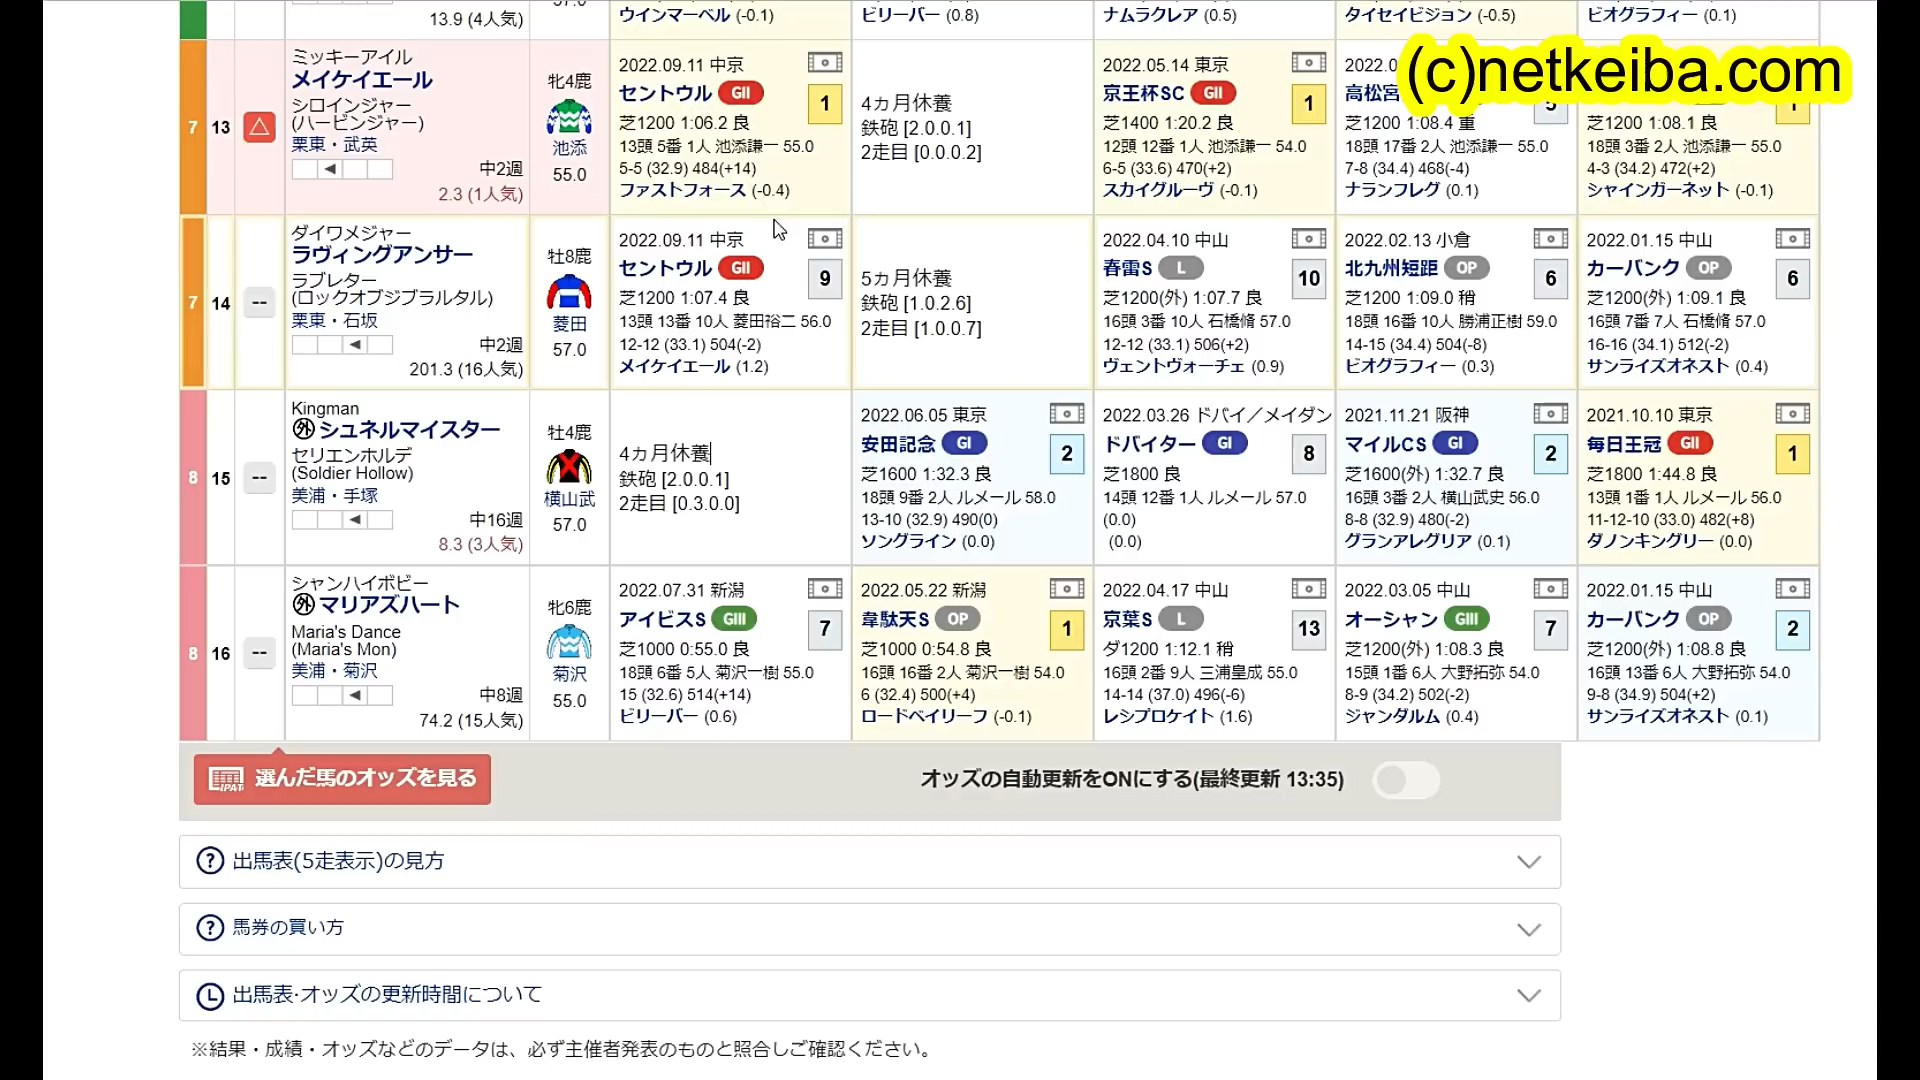 13.9 (4人気)
57.0
ウインマーベル (-0.1)
ビリーバー (0.8)
ナムラクレア (0.5)
タイセイビジョン (-0.5)
ビオグラフィー (0.1)
(c)netkeiba.com
7
13
△
ミッキーアイル
メイケイエール
シロインジャー
(ハービンジャー)
栗東・武英
中2週
2.3 (1人気)
牝4鹿
池添
55.0
2022.09.11 中京
セントウル GII
1
芝1200 1:06.2 良
13頭 5番 1人 池添謙一 55.0
5-5 (32.9) 484(+14)
ファストフォース (-0.4)
4ヵ月休養
鉄砲 [2.0.0.1]
2走目 [0.0.0.2]
2022.05.14 東京
京王杯SC GII
1
芝1400 1:20.2 良
12頭 12番 1人 池添謙一 54.0
6-5 (33.6) 470(+2)
スカイグルーヴ (-0.1)
2022.0
高松宮
5
芝1200 1:08.4 重
18頭 17番 2人 池添謙一 55.0
7-8 (34.4) 468(-4)
ナランフレグ (0.1)
1
芝1200 1:08.1 良
18頭 3番 2人 池添謙一 55.0
4-3 (34.2) 472(+2)
シャインガーネット (-0.1)
7
14
--
ダイワメジャー
ラヴィングアンサー
ラブレター
(ロックオブジブラルタル)
栗東・石坂
中2週
201.3 (16人気)
牡8鹿
菱田
57.0
2022.09.11 中京
セントウル GII
9
芝1200 1:07.4 良
13頭 13番 10人 菱田裕二 56.0
12-12 (33.1) 504(-2)
メイケイエール (1.2)
5ヵ月休養
鉄砲 [1.0.2.6]
2走目 [1.0.0.7]
2022.04.10 中山
春雷S L
10
芝1200(外) 1:07.7 良
16頭 3番 10人 石橋脩 57.0
12-12 (33.1) 506(+2)
ヴェントヴォーチェ (0.9)
2022.02.13 小倉
北九州短距 OP
6
芝1200 1:09.0 稍
18頭 16番 10人 勝浦正樹 59.0
14-15 (34.4) 504(-8)
ビオグラフィー (0.3)
2022.01.15 中山
カーバンク OP
6
芝1200(外) 1:09.1 良
16頭 7番 7人 石橋脩 57.0
16-16 (34.1) 512(-2)
サンライズオネスト (0.4)
8
15
--
Kingman
外 シュネルマイスター
セリエンホルデ
(Soldier Hollow)
美浦・手塚
中16週
8.3 (3人気)
牡4鹿
横山武
57.0
4ヵ月休養
鉄砲 [2.0.0.1]
2走目 [0.3.0.0]
2022.06.05 東京
安田記念 GI
2
芝1600 1:32.3 良
18頭 9番 2人 ルメール 58.0
13-10 (32.9) 490(0)
ソングライン (0.0)
2022.03.26 ドバイ／メイダン
ドバイター GI
8
芝1800 良
14頭 12番 1人 ルメール 57.0
(0.0)
(0.0)
2021.11.21 阪神
マイルCS GI
2
芝1600(外) 1:32.7 良
16頭 3番 2人 横山武史 56.0
8-8 (32.9) 480(-2)
グランアレグリア (0.1)
2021.10.10 東京
毎日王冠 GII
1
芝1800 1:44.8 良
13頭 1番 1人 ルメール 56.0
11-12-10 (33.0) 482(+8)
ダノンキングリー (0.0)
8
16
--
シャンハイボビー
外 マリアズハート
Maria's Dance
(Maria's Mon)
美浦・菊沢
中8週
74.2 (15人気)
牝6鹿
菊沢
55.0
2022.07.31 新潟
アイビスS GIII
7
芝1000 0:55.0 良
18頭 6番 5人 菊沢一樹 55.0
15 (32.6) 514(+14)
ビリーバー (0.6)
2022.05.22 新潟
韋駄天S OP
1
芝1000 0:54.8 良
16頭 16番 2人 菊沢一樹 54.0
6 (32.4) 500(+4)
ロードベイリーフ (-0.1)
2022.04.17 中山
京葉S L
13
ダ1200 1:12.1 稍
16頭 2番 9人 三浦皇成 55.0
14-14 (37.0) 496(-6)
レシプロケイト (1.6)
2022.03.05 中山
オーシャン GIII
7
芝1200(外) 1:08.3 良
15頭 1番 6人 大野拓弥 54.0
8-9 (34.2) 502(-2)
ジャンダルム (0.4)
2022.01.15 中山
カーバンク OP
2
芝1200(外) 1:08.8 良
16頭 13番 6人 大野拓弥 54.0
9-8 (34.9) 504(+2)
サンライズオネスト (0.1)
IPAT 選んだ馬のオッズを見る
オッズの自動更新をONにする(最終更新 13:35)
? 出馬表(5走表示)の見方
? 馬券の買い方
出馬表･オッズの更新時間について
※結果・成績・オッズなどのデータは、必ず主催者発表のものと照合しご確認ください。